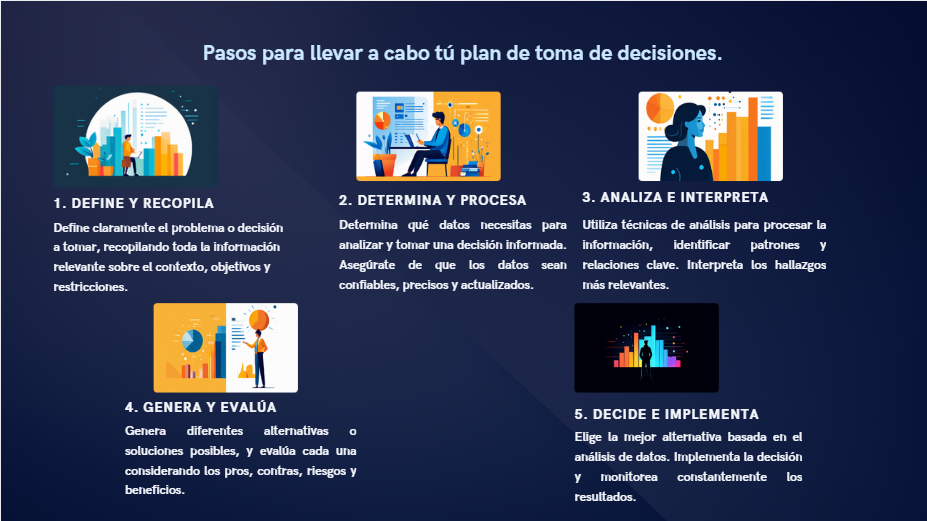 Pasos para llevar a cabo tú plan de toma de decisiones.
1. DEFINE Y RECOPILA
Define claramente el problema o decisión
a tomar, recopilando toda la información
relevante sobre el contexto, objetivos y
restricciones.
2. DETERMINA Y PROCESA
Determina qué datos necesitas para
analizar y tomar una decisión informada.
Asegúrate de que los datos sean
confiables, precisos y actualizados.
3. ANALIZA E INTERPRETA
Utiliza técnicas de análisis para procesar la
información, identificar patrones y
relaciones clave. Interpreta los hallazgos
más relevantes.
4. GENERA Y EVALÚA
Genera diferentes alternativas o
soluciones posibles, y evalúa cada una
considerando los pros, contras, riesgos y
beneficios.
5. DECIDE E IMPLEMENTA
Elige la mejor alternativa basada en el
análisis de datos. Implementa la decisión
y monitorea constantemente los
resultados.